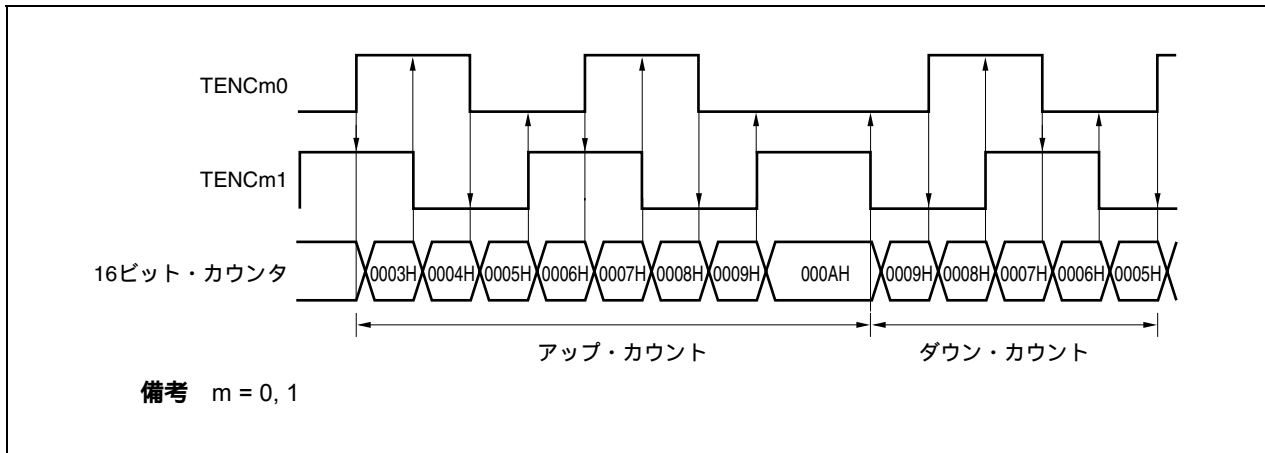 TENCm0
TENCm1
16ビット・カウンタ
0003H 0004H 0005H 0006H 0007H 0008H 0009H 000AH 0009H 0008H 0007H 0006H 0005H
アップ・カウント ダウン・カウント
備考 m = 0, 1